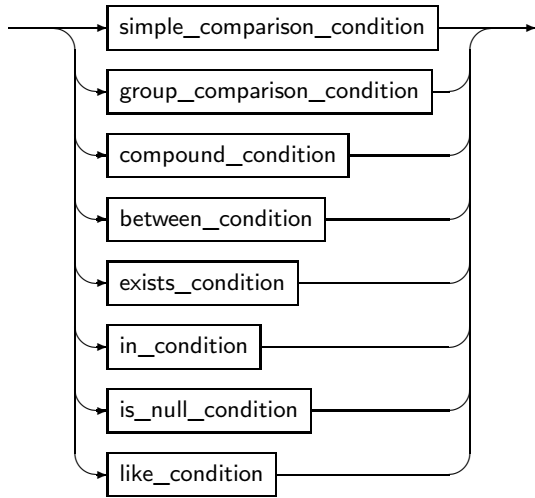 simple_comparison_condition
group_comparison_condition
compound_condition
between_condition
exists_condition
in_condition
is_null_condition
like_condition